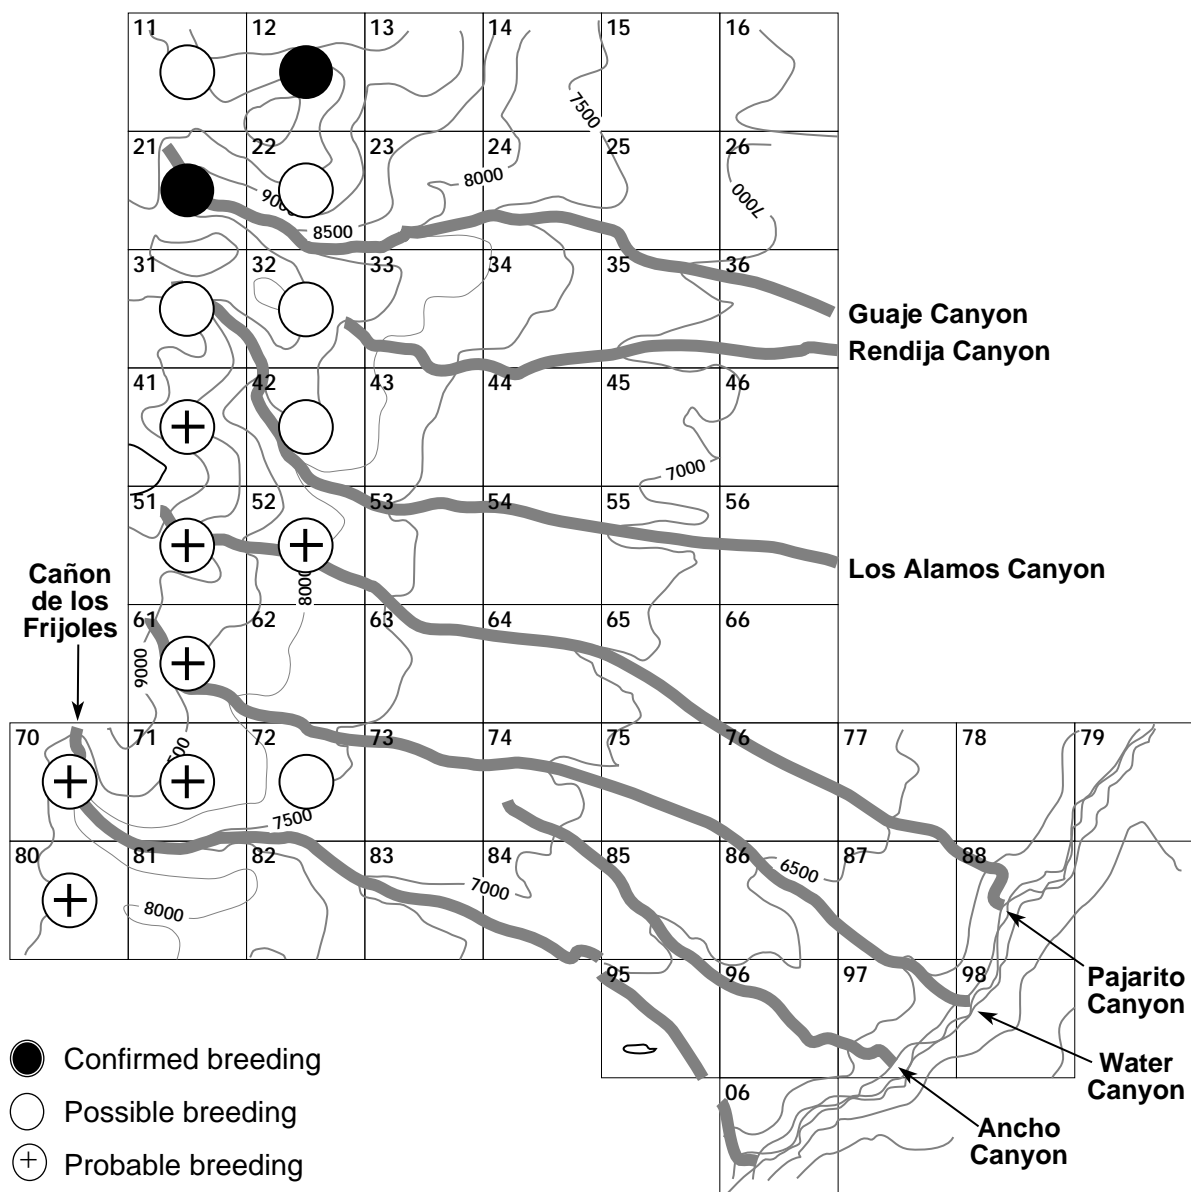 11 12 13 14 15 16
7500
21 22 23 24 25 26
8000
7000
8500
31 32 33 34 35 36
Guaje Canyon
Rendija Canyon
41 42 43 44 45 46
7000
51 52 53 54 55 56
Los Alamos Canyon
Cañon
de los
Frijoles
8000
61 62 63 64 65 66
9000
70 71 72 73 74 75 76 77 78 79
7500
80 81 82 83 84 85 86 87 88
6500
7000
8000
95 96 97 98
Pajarito
Canyon
Water
Canyon
06
Ancho
Canyon
Confirmed breeding
Possible breeding
Probable breeding